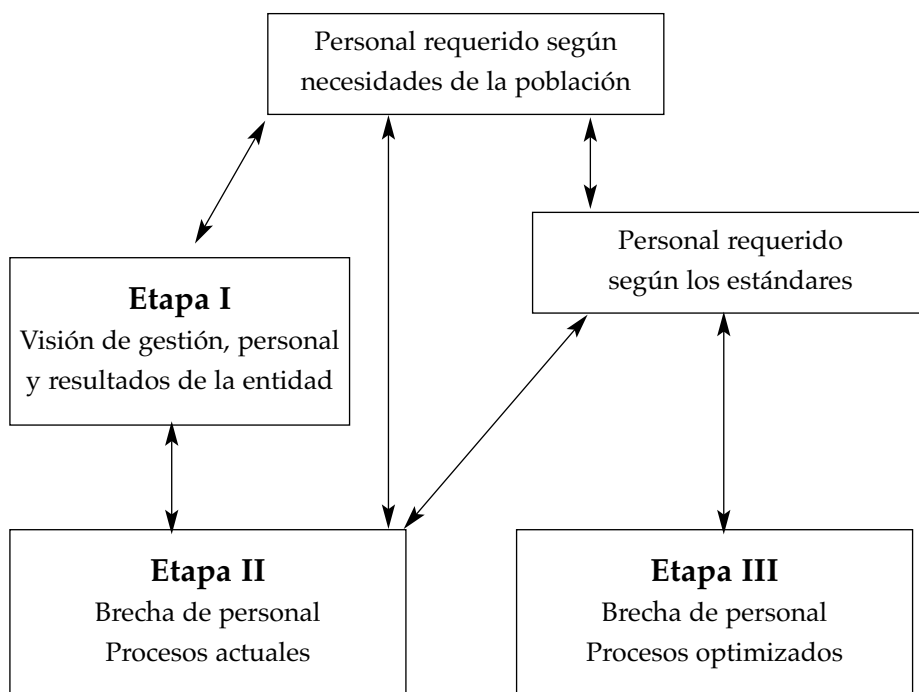 Personal requerido según
necesidades de la población
Personal requerido
según los estándares
Etapa I
Visión de gestión, personal
y resultados de la entidad
Etapa II
Brecha de personal
Procesos actuales
Etapa III
Brecha de personal
Procesos optimizados